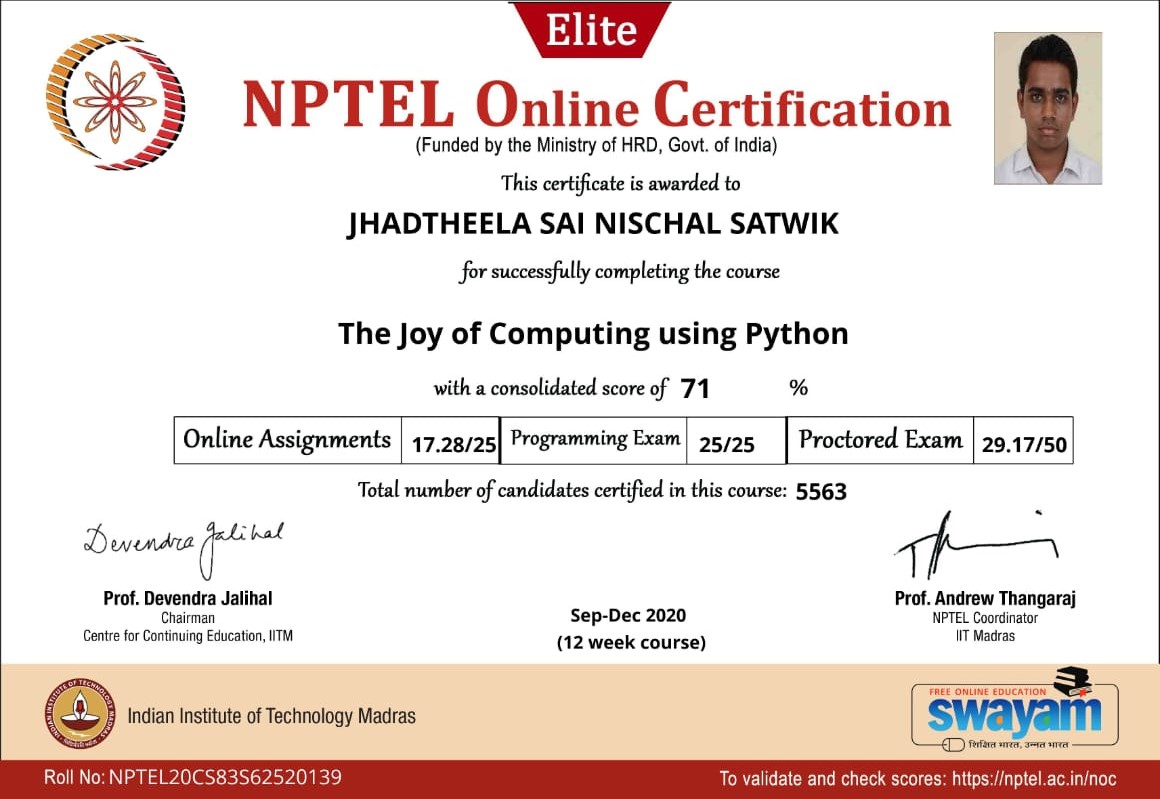 Elite
NPTEL Online Certification
(Funded by the Ministry of HRD, Govt. of India)
This certificate is awarded to
JHADTHEELA SAI NISCHAL SATWIK
for successfully completing the course
The Joy of Computing using Python
with a consolidated score of 71 %
Online Assignments 17.28/25 Programming Exam 25/25 Proctored Exam 29.17/50
Total number of candidates certified in this course: 5563
Devendra Jalihal
Prof. Devendra Jalihal
Chairman
Centre for Continuing Education, IITM
Sep-Dec 2020
(12 week course)
Prof. Andrew Thangaraj
NPTEL Coordinator
IIT Madras
INDIAN INSTITUTE OF TECHNOLOGY MADRAS
Indian Institute of Technology Madras
FREE ONLINE EDUCATION
swayam
शिक्षित भारत, उन्नत भारत
Roll No: NPTEL20CS83S62520139
To validate and check scores: https://nptel.ac.in/noc